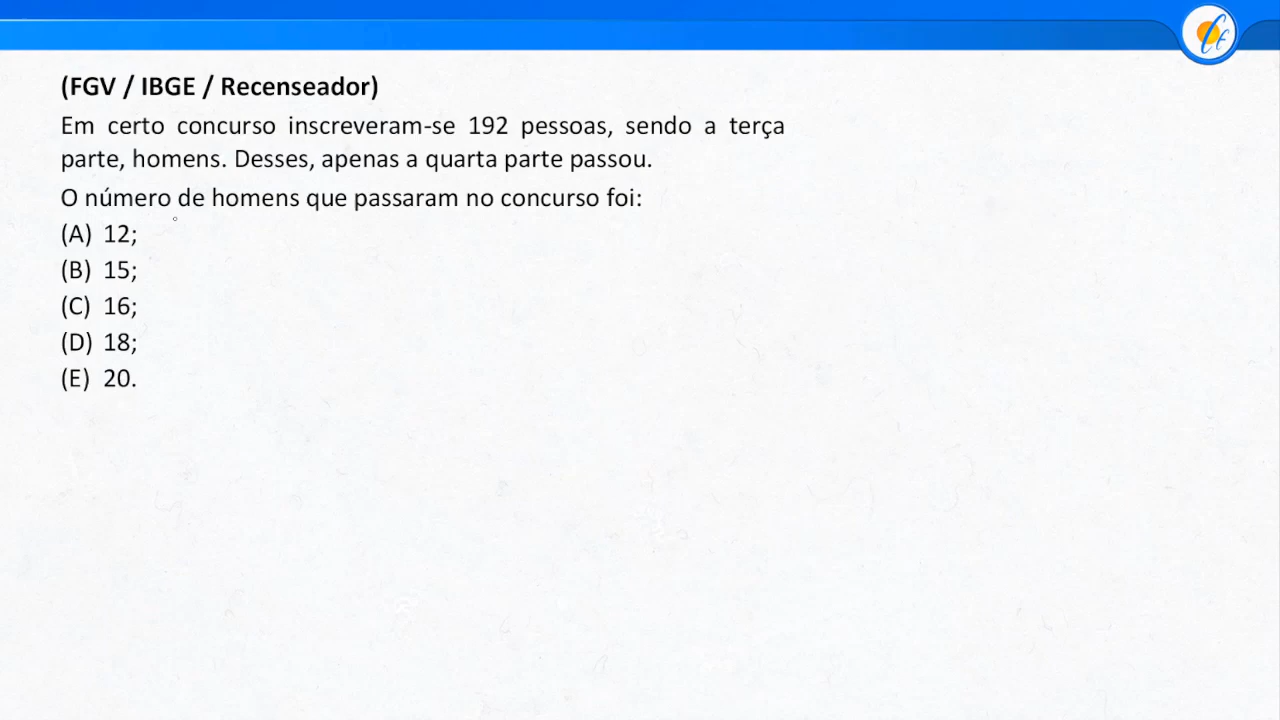 (FGV / IBGE / Recenseador)
Em certo concurso inscreveram-se 192 pessoas, sendo a terça
parte, homens. Desses, apenas a quarta parte passou.
O número de homens que passaram no concurso foi:
(A) 12;
(B) 15;
(C) 16;
(D) 18;
(E) 20.